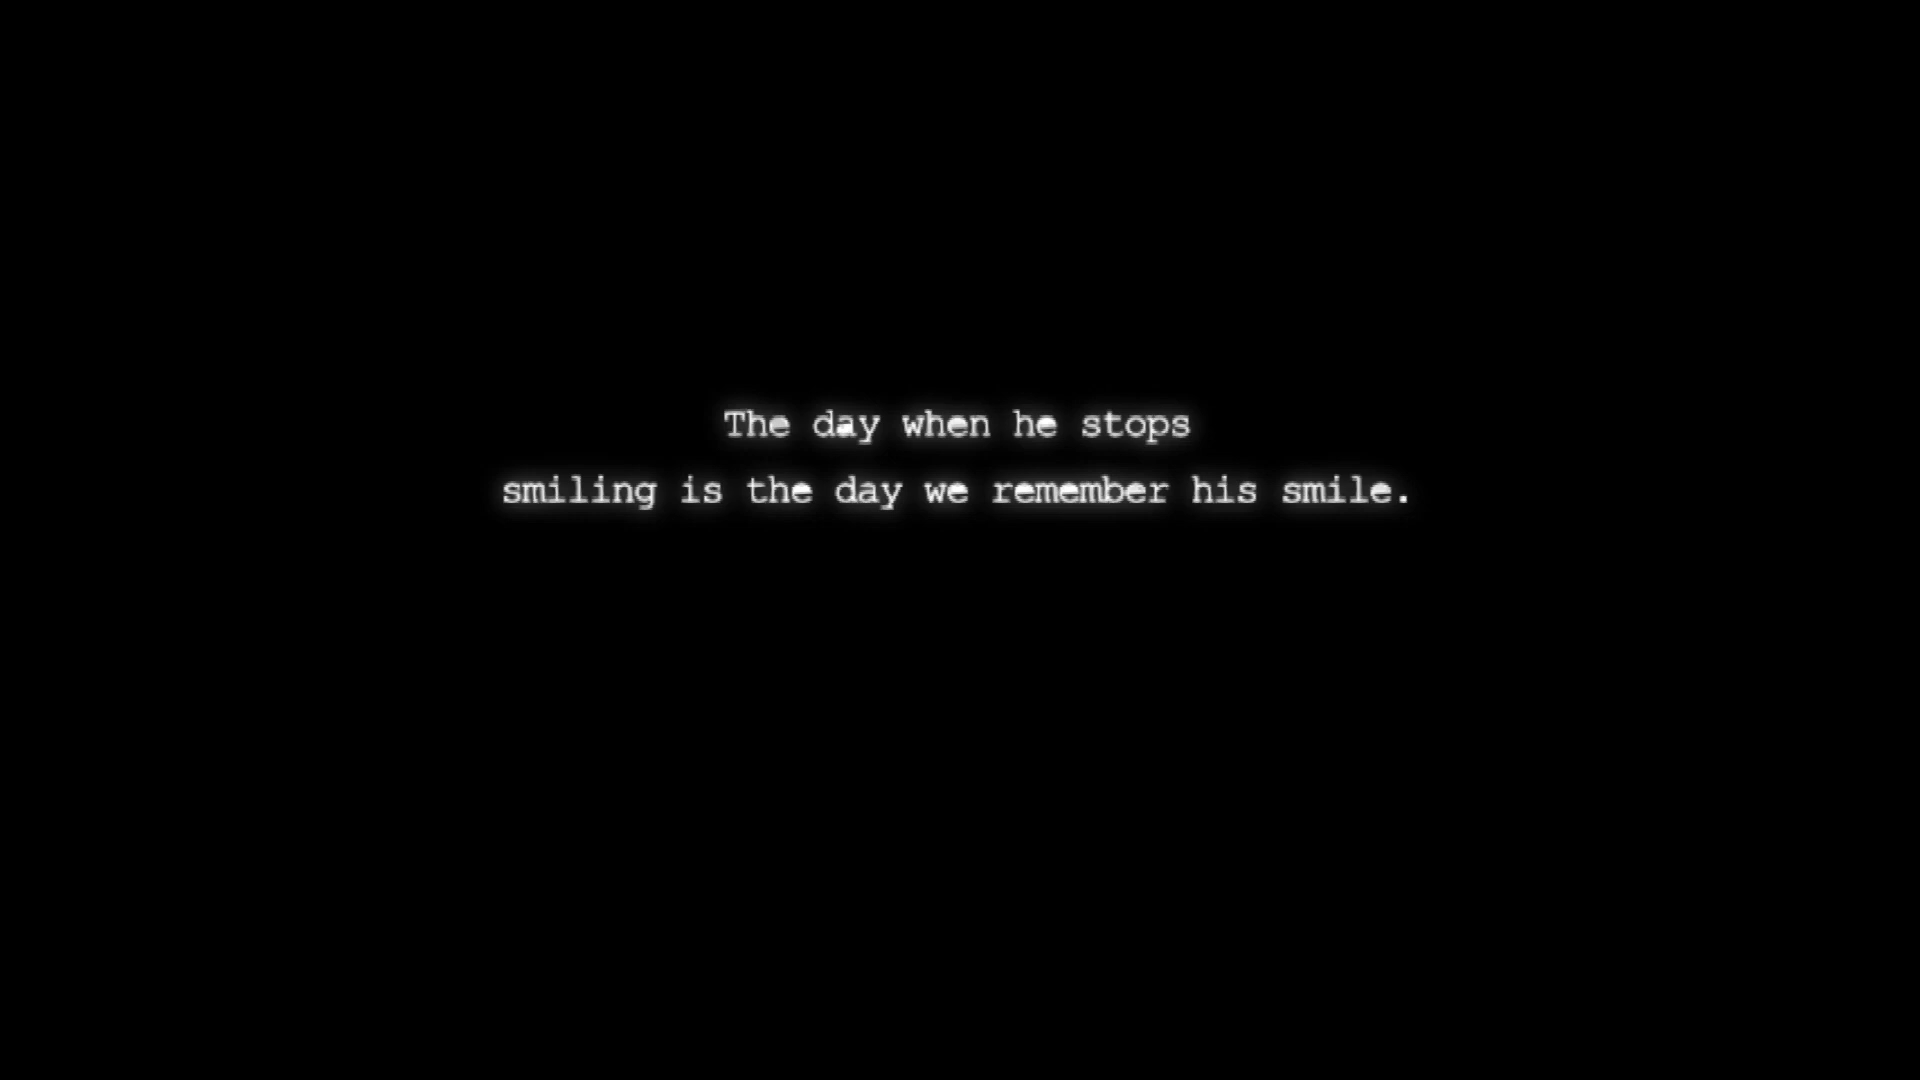 The day when he stops
smiling is the day we remember his smile.